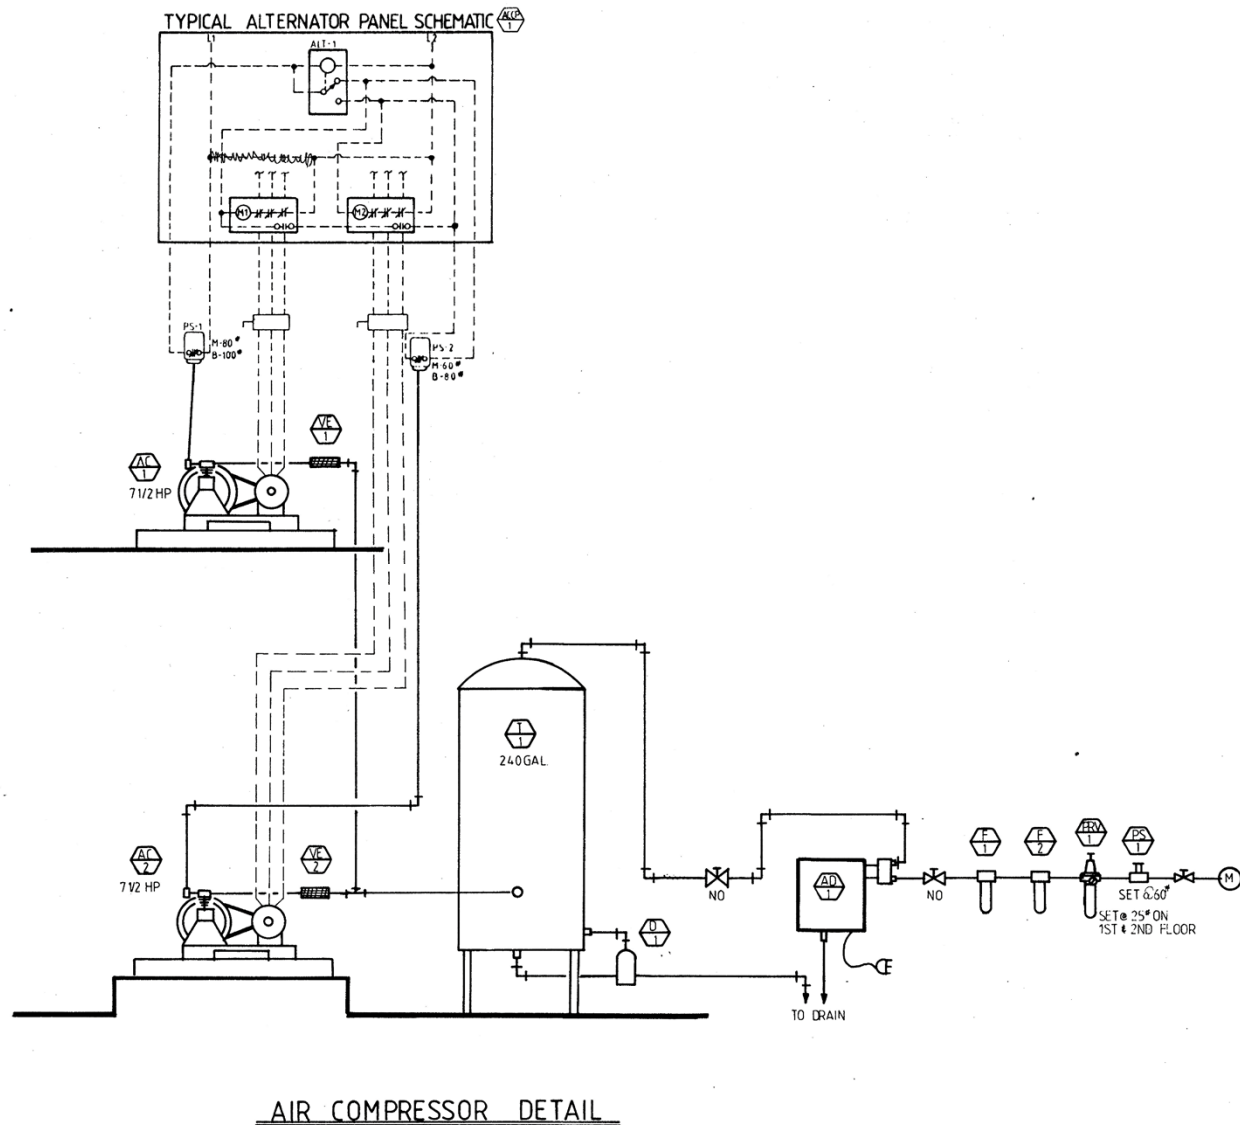 TYPICAL ALTERNATOR PANEL SCHEMATIC
ACCP
1
L1
L2
ALT-1
M1
M2
PS-1
M-80#
B-100#
PS-2
M-60#
B-80#
VE
1
AC
1
7 1/2 HP
T
1
240 GAL.
AC
2
7 1/2 HP
VE
2
D
1
AD
1
NO
NO
F
1
F
2
PRV
1
PS
1
M
SET @ 60#
SET @ 25# ON
1ST & 2ND FLOOR
TO DRAIN
AIR COMPRESSOR DETAIL